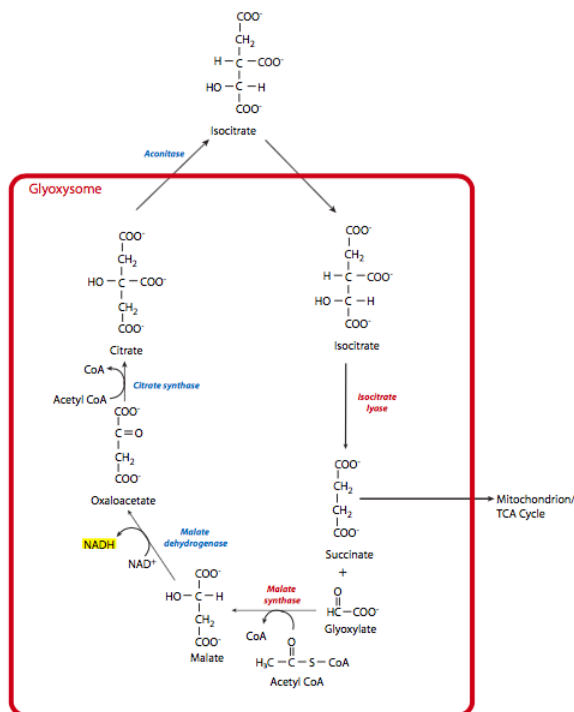 COO⁻
CH₂
H – C – COO⁻
HO – C – H
COO⁻
Isocitrate
Aconitase
Glyoxysome
COO⁻
CH₂
HO – C – COO⁻
CH₂
COO⁻
Citrate
COO⁻
CH₂
H – C – COO⁻
HO – C – H
COO⁻
Isocitrate
CoA
Citrate synthase
Acetyl CoA
Isocitrate
lyase
COO⁻
C=O
CH₂
COO⁻
Oxaloacetate
COO⁻
CH₂
CH₂
COO⁻
Succinate
Mitochondrion/
TCA Cycle
+
Malate
dehydrogenase
NADH
NAD⁺
COO⁻
HO – C – H
CH₂
COO⁻
Malate
Malate
synthase
O
HC – COO⁻
Glyoxylate
CoA
O
H₃C – C – S – CoA
Acetyl CoA